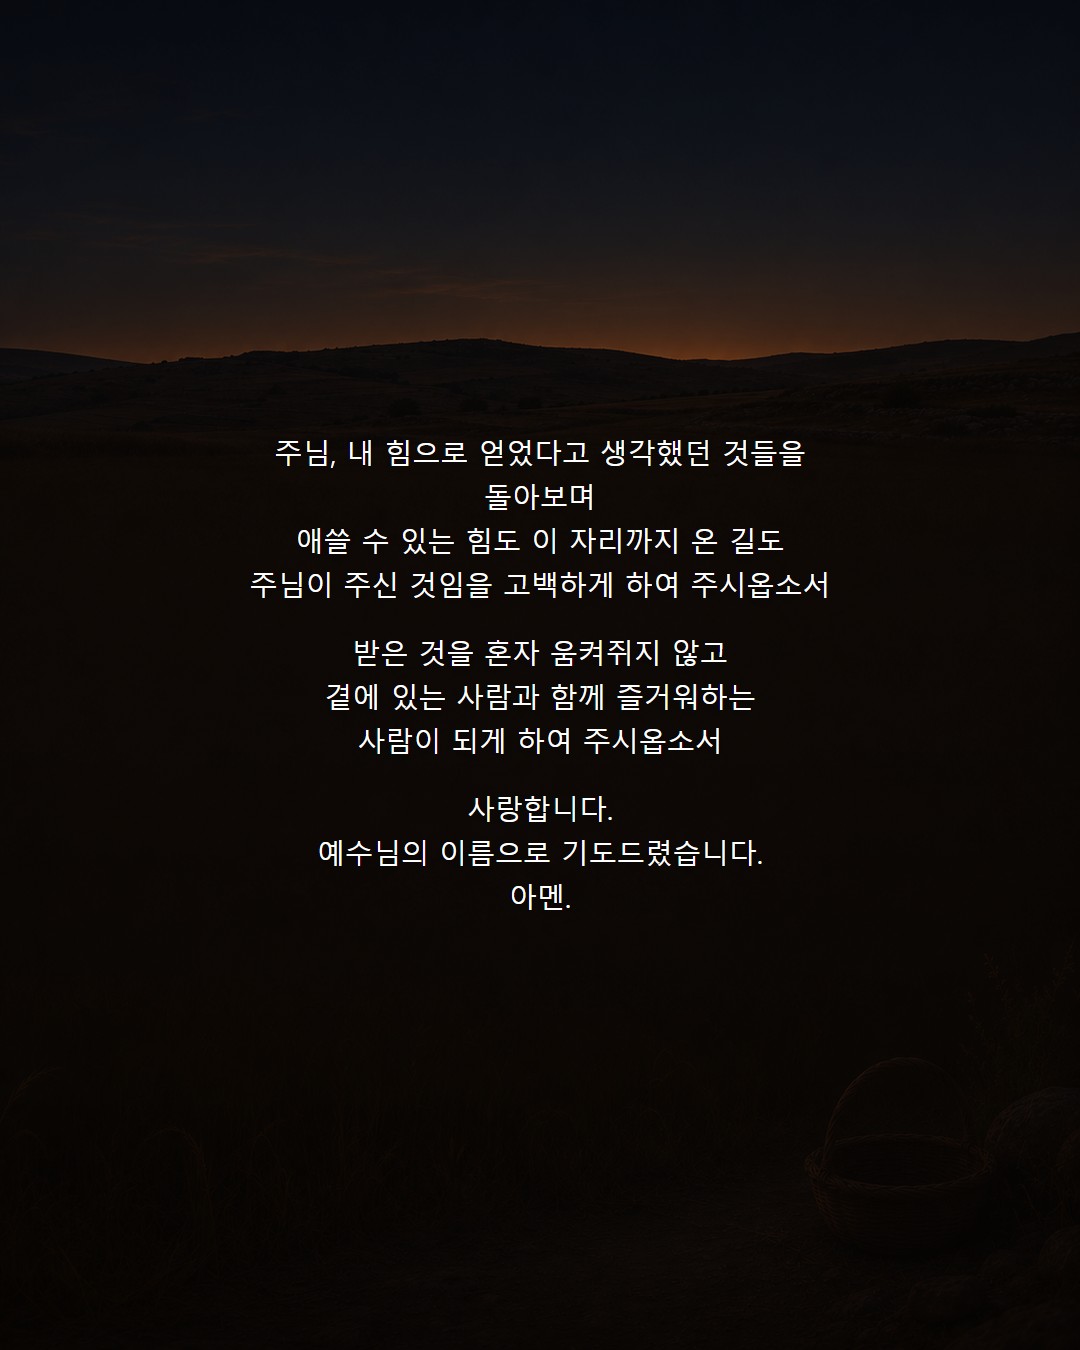 주님, 내 힘으로 얻었다고 생각했던 것들을
돌아보며
애쓸 수 있는 힘도 이 자리까지 온 길도
주님이 주신 것임을 고백하게 하여 주시옵소서
받은 것을 혼자 움켜쥐지 않고
곁에 있는 사람과 함께 즐거워하는
사람이 되게 하여 주시옵소서
사랑합니다.
예수님의 이름으로 기도드렸습니다.
아멘.